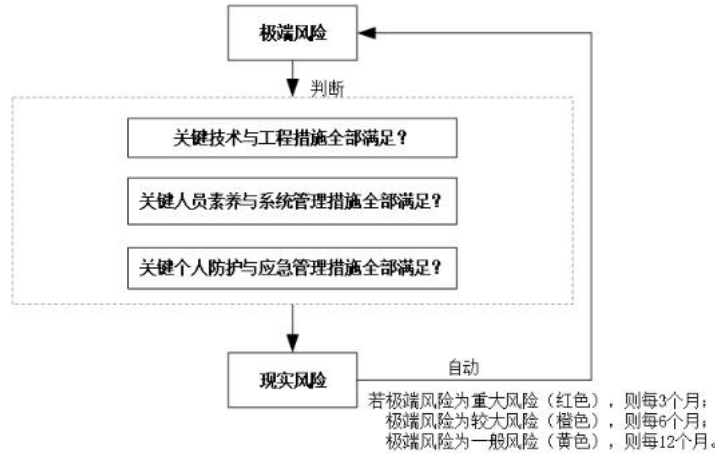 极端风险
判断
关键技术与工程措施全部满足？
关键人员素养与系统管理措施全部满足？
关键个人防护与应急管理措施全部满足？
现实风险
自动
若极端风险为重大风险（红色），则每3个月；
极端风险为较大风险（橙色），则每6个月；
极端风险为一般风险（黄色），则每12个月。